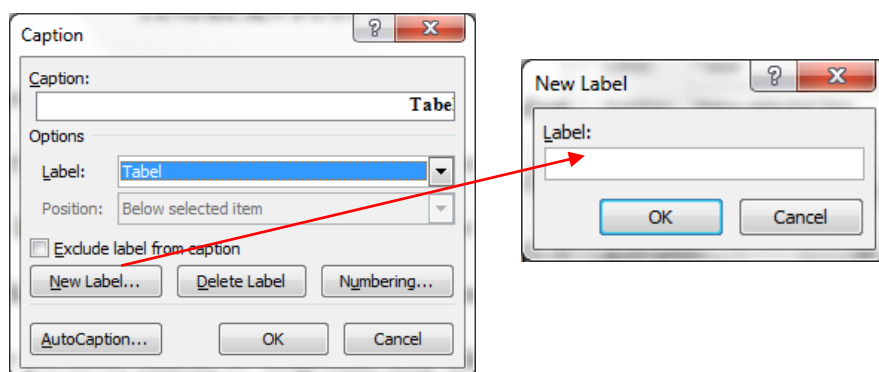 Caption
Caption:
Tabel
Options
Label: Tabel
Position: Below selected item
Exclude label from caption
New Label... Delete Label Numbering...
AutoCaption... OK Cancel
New Label
Label:
OK Cancel